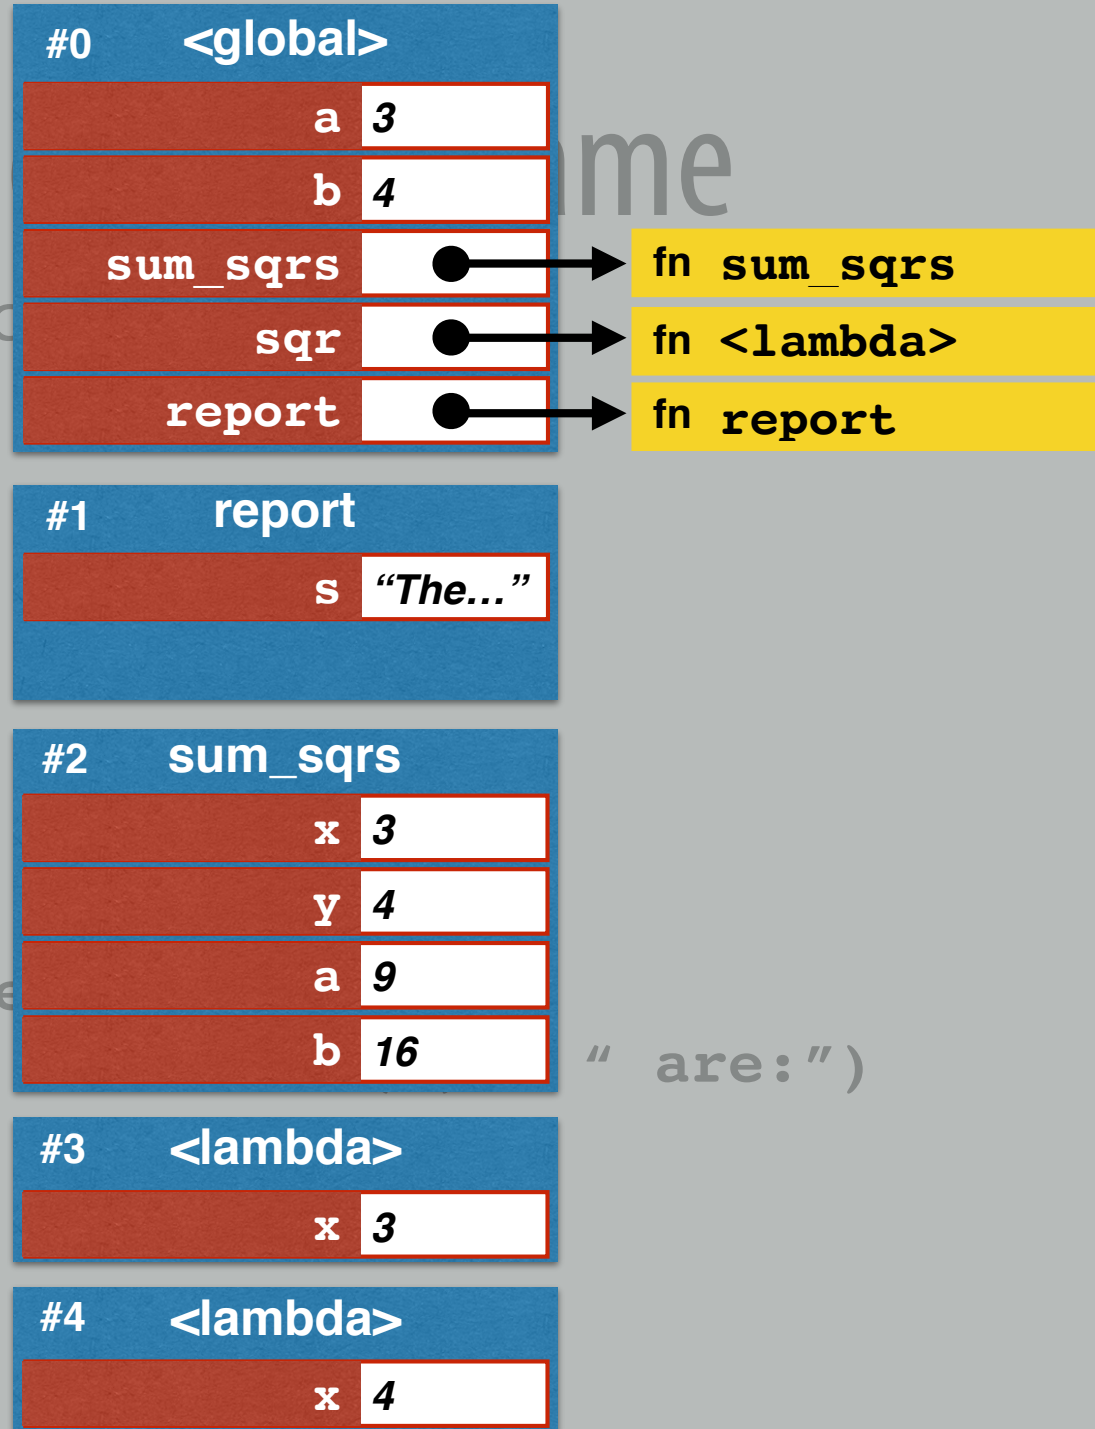 #0 <global>
a 3
b 4
me
sum_sqrs fn sum_sqrs
sqr fn <lambda>
report fn report
#1 report
s “The…”
#2 sum_sqrs
x 3
y 4
a 9
b 16 “ are:”)
#3 <lambda>
x 3
#4 <lambda>
x 4